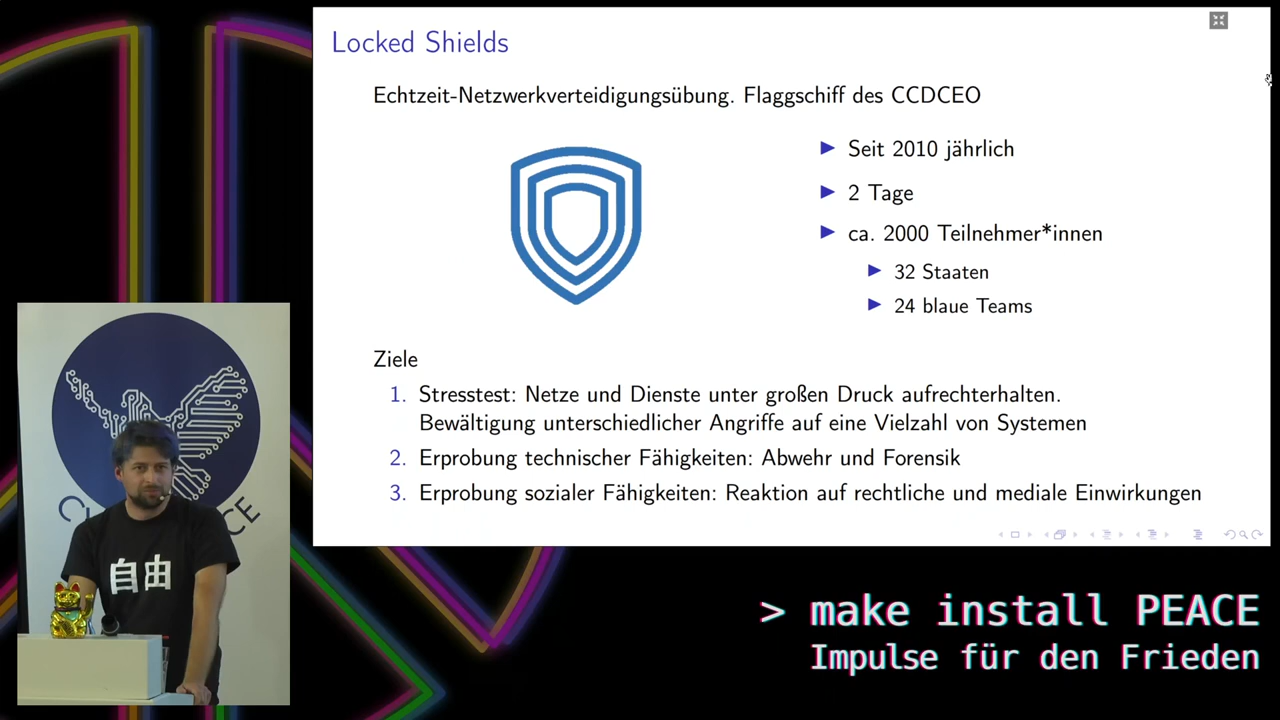 Locked Shields
Echtzeit-Netzwerkverteidigungsübung. Flaggschiff des CCDCEO
Seit 2010 jährlich
2 Tage
ca. 2000 Teilnehmer*innen
32 Staaten
24 blaue Teams
Ziele
1. Stresstest: Netze und Dienste unter großen Druck aufrechterhalten.
Bewältigung unterschiedlicher Angriffe auf eine Vielzahl von Systemen
2. Erprobung technischer Fähigkeiten: Abwehr und Forensik
3. Erprobung sozialer Fähigkeiten: Reaktion auf rechtliche und mediale Einwirkungen
自由
> make install PEACE
Impulse für den Frieden